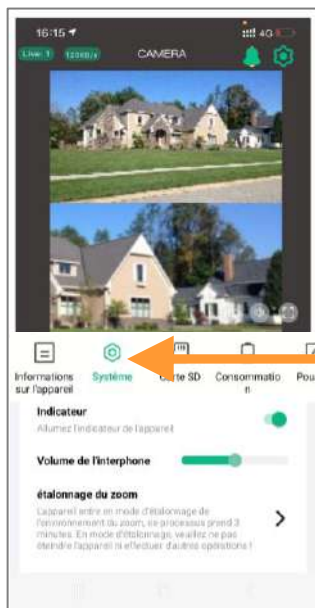 16:15
4G
Live: 1
CAMERA
Informations sur l'appareil
Système
Carte SD
Consommatio
n
Pou
Indicateur
Allumez l'indicateur de l'appareil
Volume de l'interphone
étalonnage du zoom
L'appareil entre en mode d'étalonnage de
l'environnement du zoom, ce processus prend 3
minutes. En mode d'étalonnage, veuillez ne pas
éteindre l'appareil ni effectuer d'autres opérations !